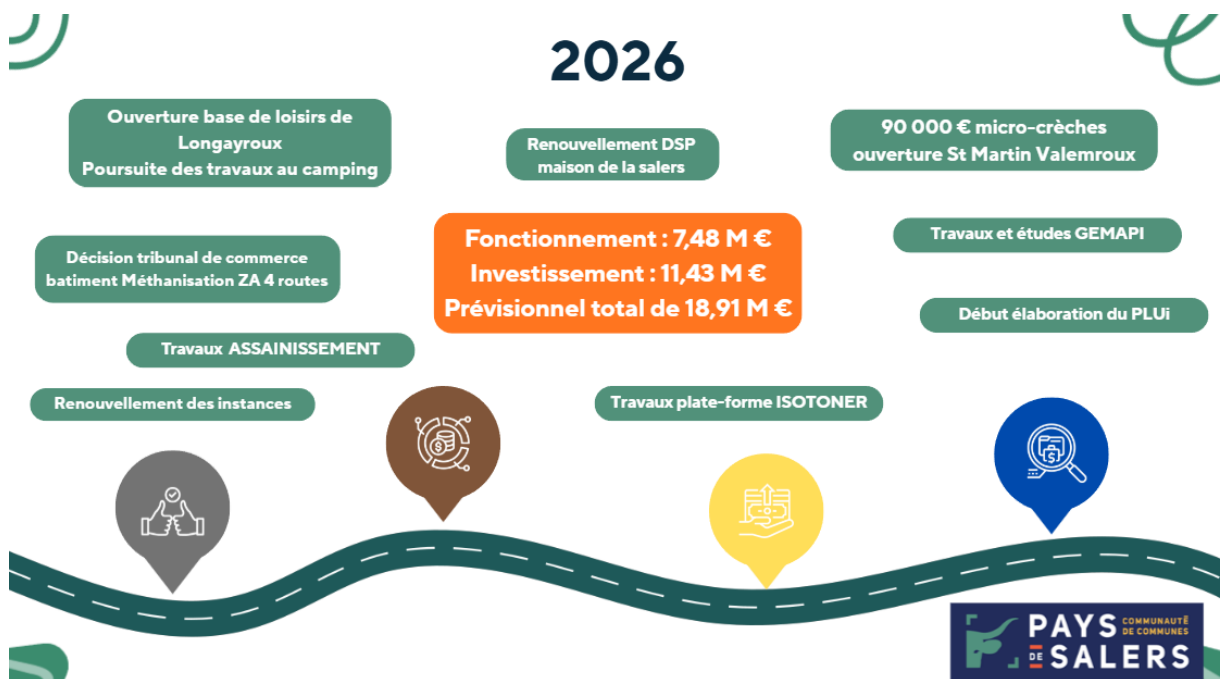 2026
Ouverture base de loisirs de
Longayroux
Poursuite des travaux au camping
Renouvellement DSP
maison de la salers
90 000 € micro-crèches
ouverture St Martin Valemroux
Décision tribunal de commerce
batiment Méthanisation ZA 4 routes
Fonctionnement : 7,48 M €
Investissement : 11,43 M €
Prévisionnel total de 18,91 M €
Travaux et études GEMAPI
Début élaboration du PLUi
Travaux ASSAINISSEMENT
Renouvellement des instances
Travaux plate-forme ISOTONER
PAYS COMMUNAUTÉ
DE COMMUNES
DE SALERS